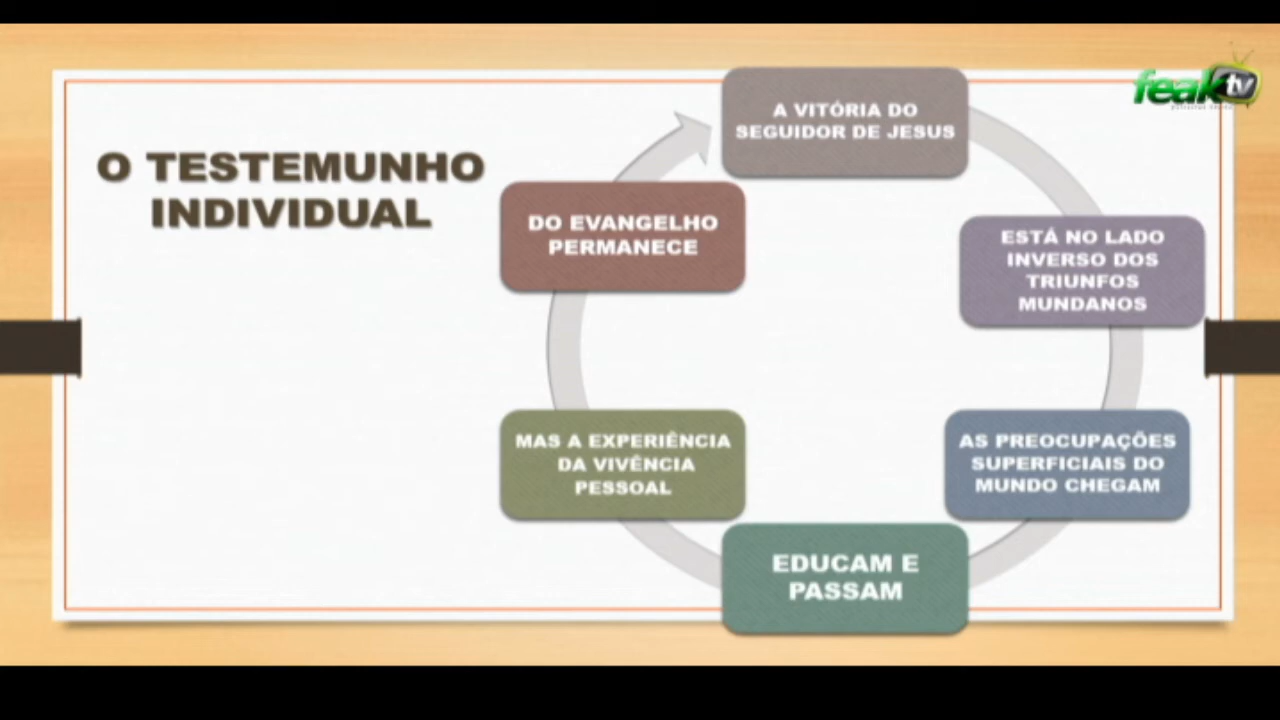 O TESTEMUNHO
INDIVIDUAL
A VITÓRIA DO
SEGUIDOR DE JESUS
ESTÁ NO LADO
INVERSO DOS
TRIUNFOS
MUNDANOS
AS PREOCUPAÇÕES
SUPERFICIAIS DO
MUNDO CHEGAM
EDUCAM E
PASSAM
MAS A EXPERIÊNCIA
DA VIVÊNCIA
PESSOAL
DO EVANGELHO
PERMANECE
feak tv